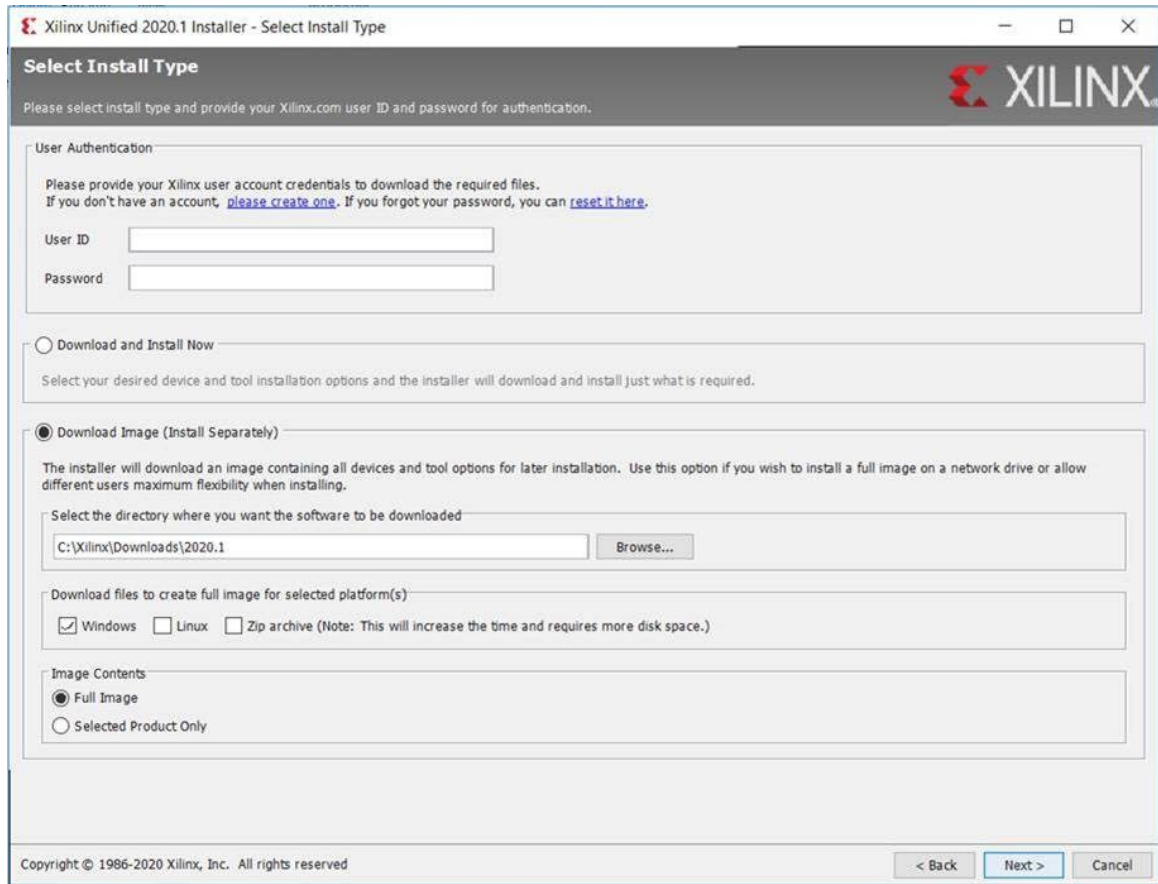 Xilinx Unified 2020.1 Installer - Select Install Type
Select Install Type
XILINX
Please select install type and provide your Xilinx.com user ID and password for authentication.
User Authentication
Please provide your Xilinx user account credentials to download the required files.
If you don't have an account, please create one. If you forgot your password, you can reset it here.
User ID
Password
Download and Install Now
Select your desired device and tool installation options and the installer will download and install just what is required.
Download Image (Install Separately)
The installer will download an image containing all devices and tool options for later installation. Use this option if you wish to install a full image on a network drive or allow
different users maximum flexibility when installing.
Select the directory where you want the software to be downloaded
C:\Xilinx\Downloads\2020.1
Browse...
Download files to create full image for selected platform(s)
Windows Linux Zip archive (Note: This will increase the time and requires more disk space.)
Image Contents
Full Image
Selected Product Only
Copyright © 1986-2020 Xilinx, Inc. All rights reserved
< Back Next > Cancel